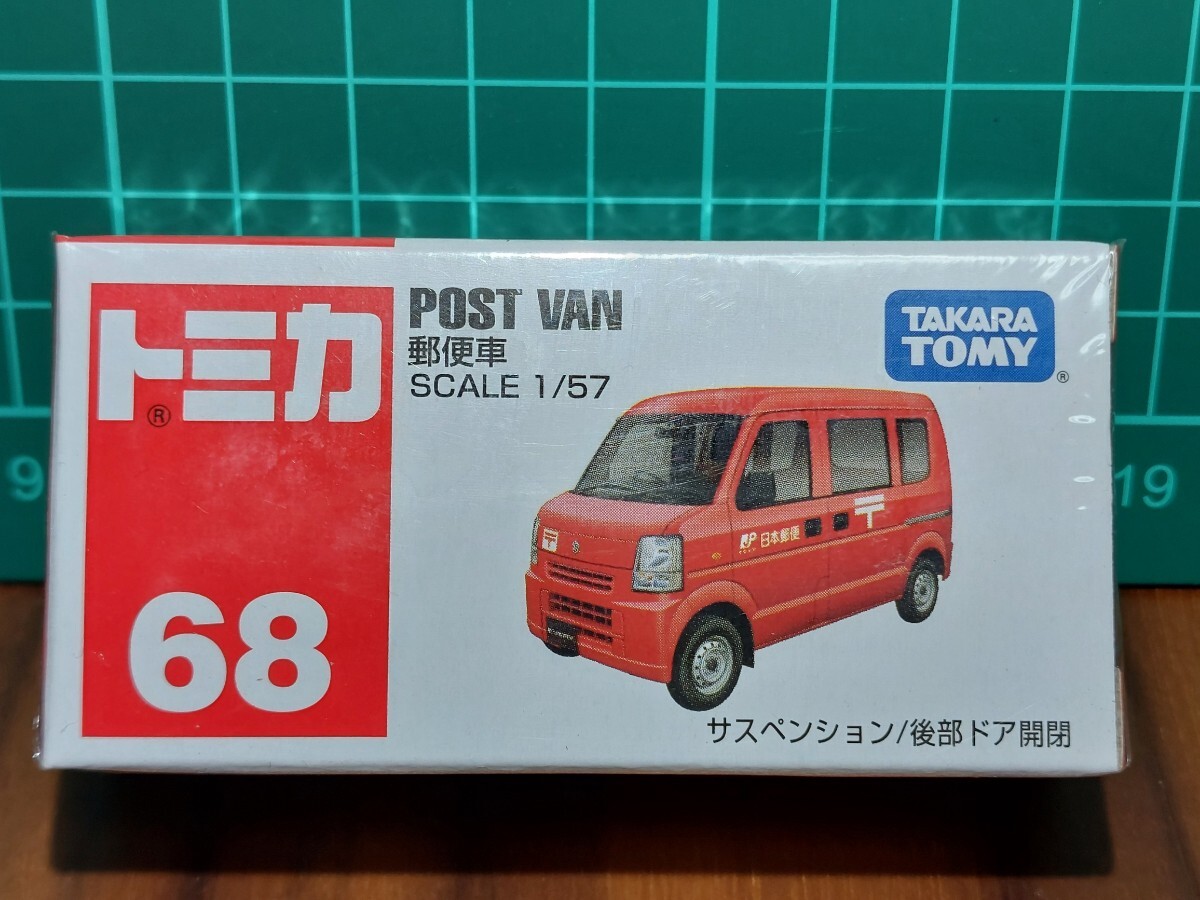 トミカ
®
68
POST VAN
郵便車
SCALE 1/57
TAKARA
TOMY
®
JP 日本郵便
〒
〒
サスペンション/後部ドア開閉
9
19